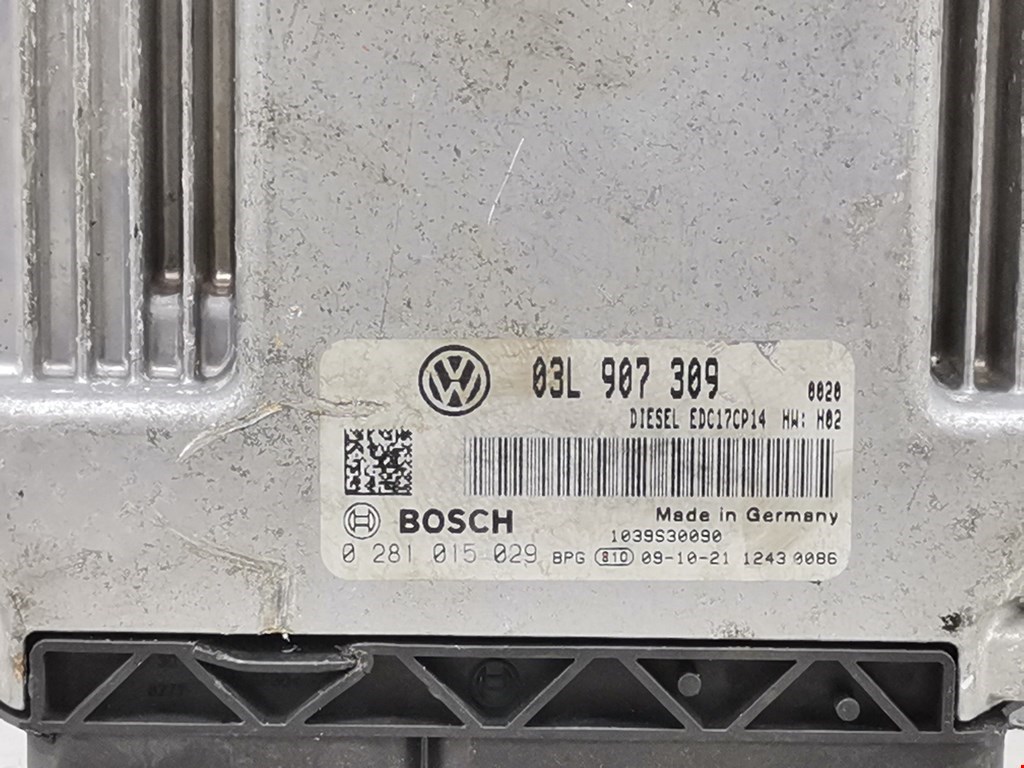 03L 907 309
0020
DIESEL EDC17CP14 HW: H02
BOSCH
Made in Germany
1039S30090
0 281 015 029 BPG 810 09-10-21 1243 0086